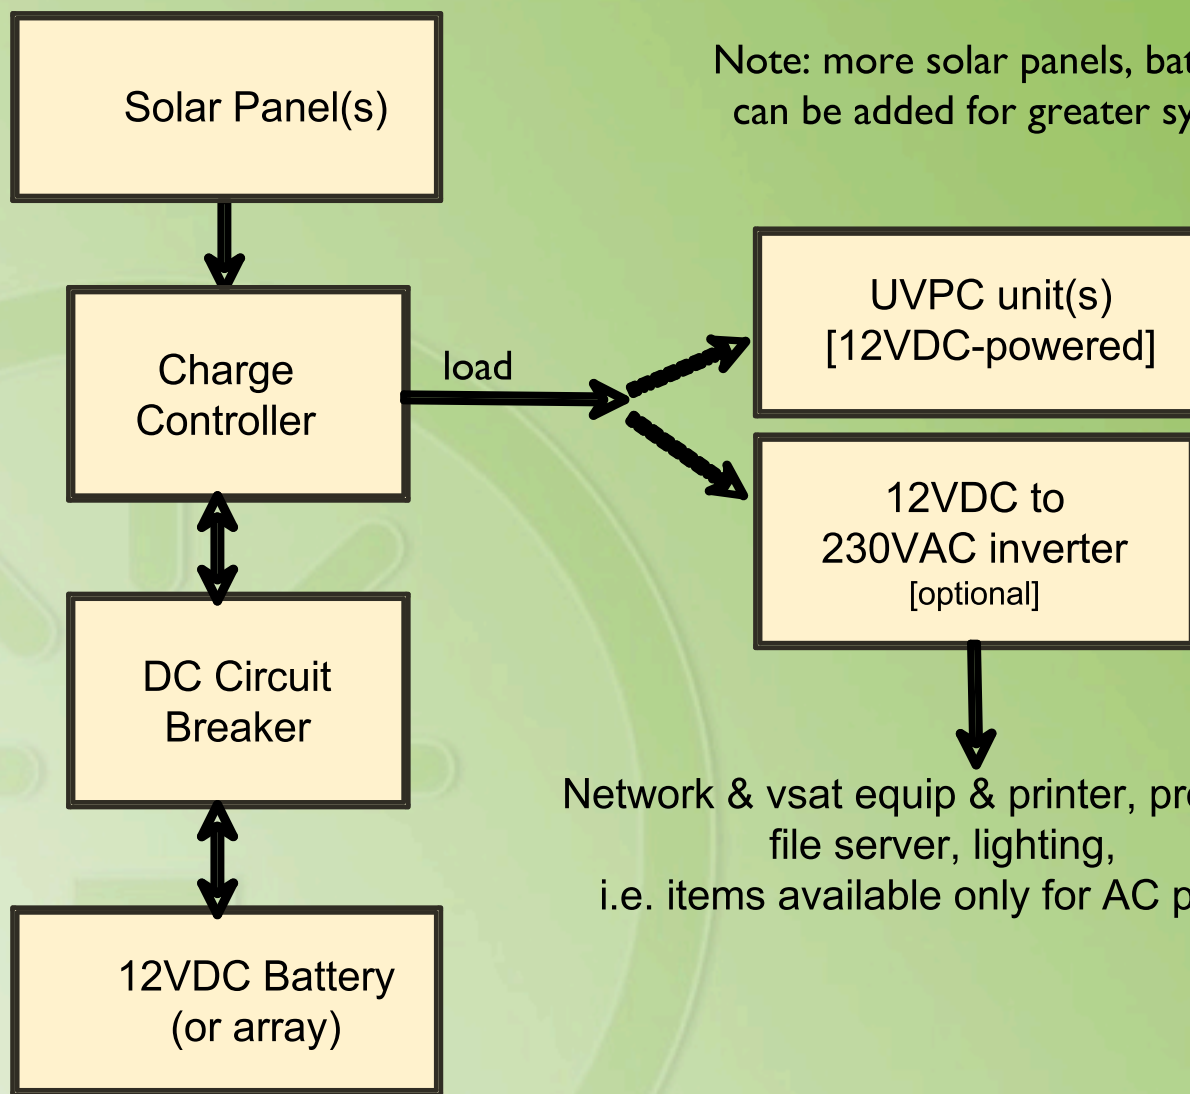 Solar Panel(s)
Note: more solar panels, bat
can be added for greater sy
Charge
Controller
load
UVPC unit(s)
[12VDC-powered]
12VDC to
230VAC inverter
[optional]
DC Circuit
Breaker
Network & vsat equip & printer, pr
file server, lighting,
i.e. items available only for AC p
12VDC Battery
(or array)